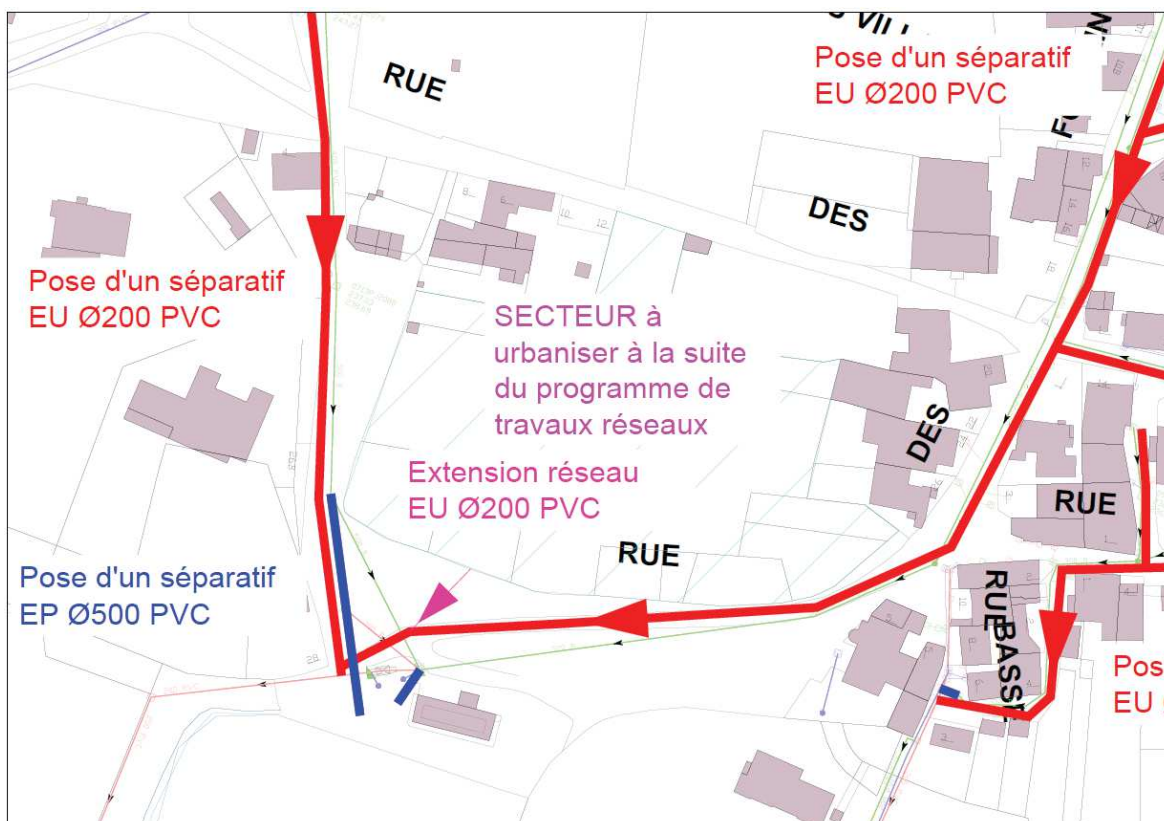 RUE
Pose d'un séparatif
EU Ø200 PVC
DES
Pose d'un séparatif
EU Ø200 PVC
SECTEUR à
urbaniser à la suite
du programme de
travaux réseaux
DES
Extension réseau
EU Ø200 PVC
RUE
RUE
Pose d'un séparatif
EP Ø500 PVC
RUE
BASSE
Pos
EU